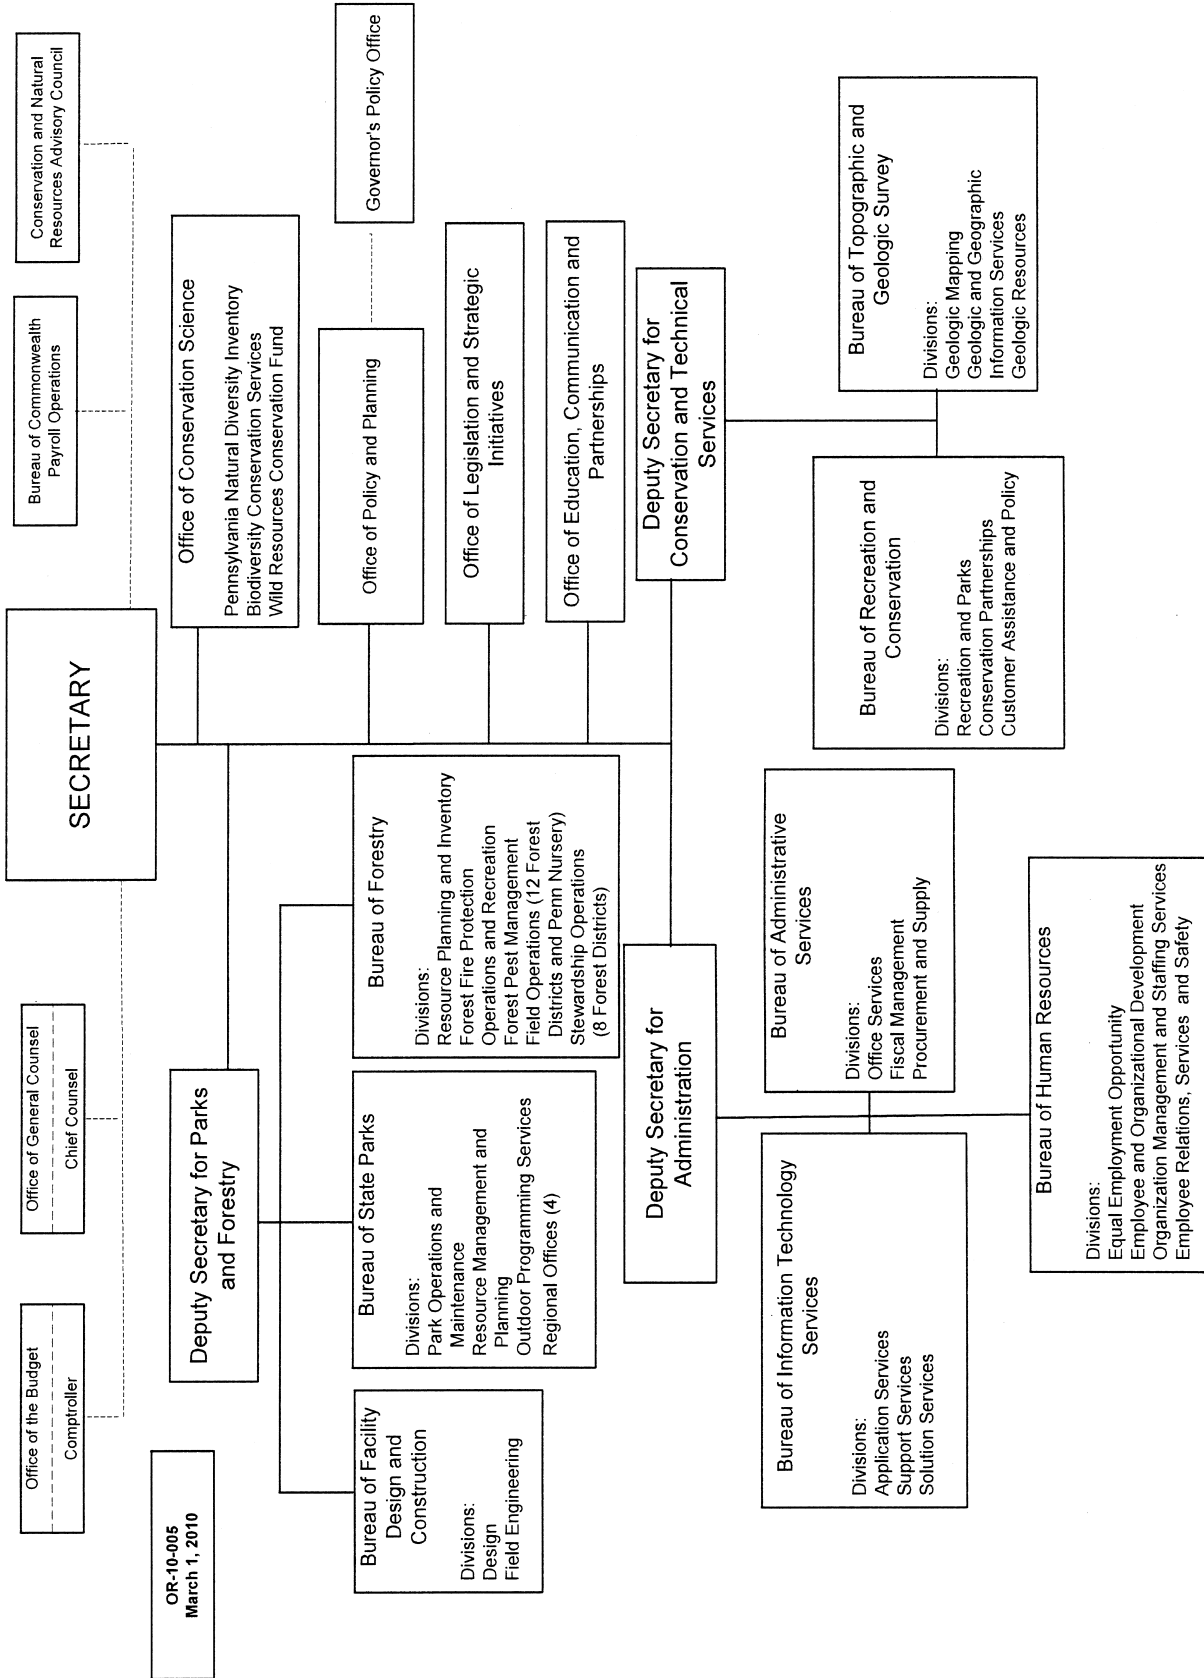 OR-10-005
March 1, 2010
Office of the Budget
Comptroller
Office of General Counsel
Chief Counsel
SECRETARY
Bureau of Commonwealth
Payroll Operations
Conservation and Natural
Resources Advisory Council
Office of Conservation Science
Pennsylvania Natural Diversity Inventory
Biodiversity Conservation Services
Wild Resources Conservation Fund
Office of Policy and Planning
Governor's Policy Office
Office of Legislation and Strategic
Initiatives
Office of Education, Communication and
Partnerships
Deputy Secretary for Parks
and Forestry
Bureau of Facility
Design and
Construction
Divisions:
Design
Field Engineering
Bureau of State Parks
Divisions:
Park Operations and
Maintenance
Resource Management and
Planning
Outdoor Programming Services
Regional Offices (4)
Bureau of Forestry
Divisions:
Resource Planning and Inventory
Forest Fire Protection
Operations and Recreation
Forest Pest Management
Field Operations (12 Forest
Districts and Penn Nursery)
Stewardship Operations
(8 Forest Districts)
Deputy Secretary for
Administration
Bureau of Information Technology
Services
Divisions:
Application Services
Support Services
Solution Services
Bureau of Administrative
Services
Divisions:
Office Services
Fiscal Management
Procurement and Supply
Bureau of Human Resources
Divisions:
Equal Employment Opportunity
Employee and Organizational Development
Organization Management and Staffing Services
Employee Relations, Services and Safety
Deputy Secretary for
Conservation and Technical
Services
Bureau of Recreation and
Conservation
Divisions:
Recreation and Parks
Conservation Partnerships
Customer Assistance and Policy
Bureau of Topographic and
Geologic Survey
Divisions:
Geologic Mapping
Geologic and Geographic
Information Services
Geologic Resources